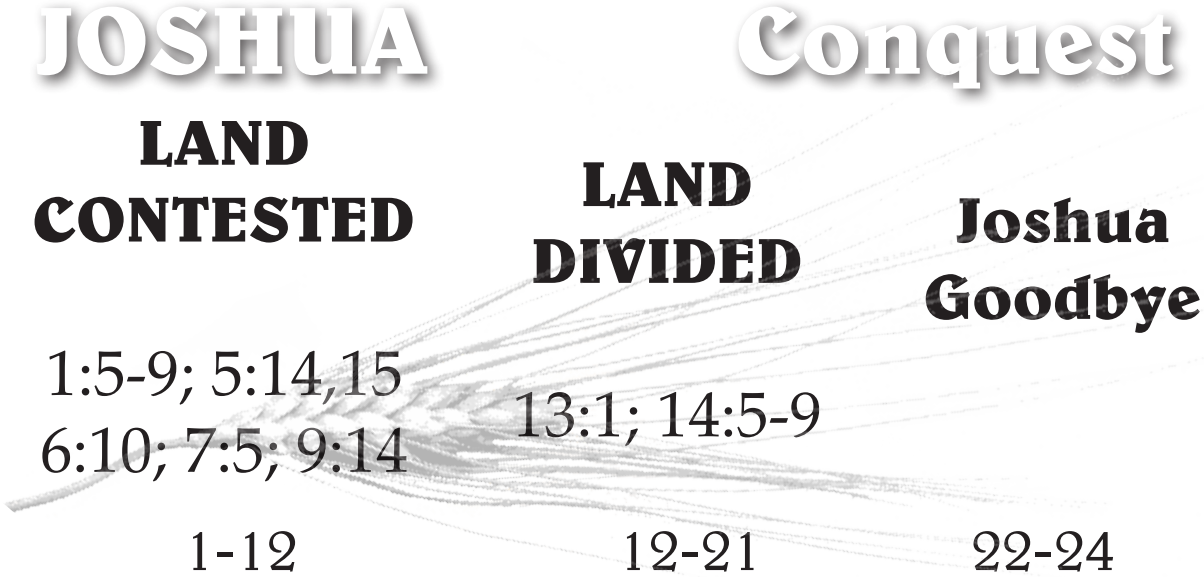 JOSHUA Conquest
LAND
CONTESTED
LAND
DIVIDED
Joshua
Goodbye
1:5-9; 5:14,15
6:10; 7:5; 9:14
13:1; 14:5-9
1-12 12-21 22-24